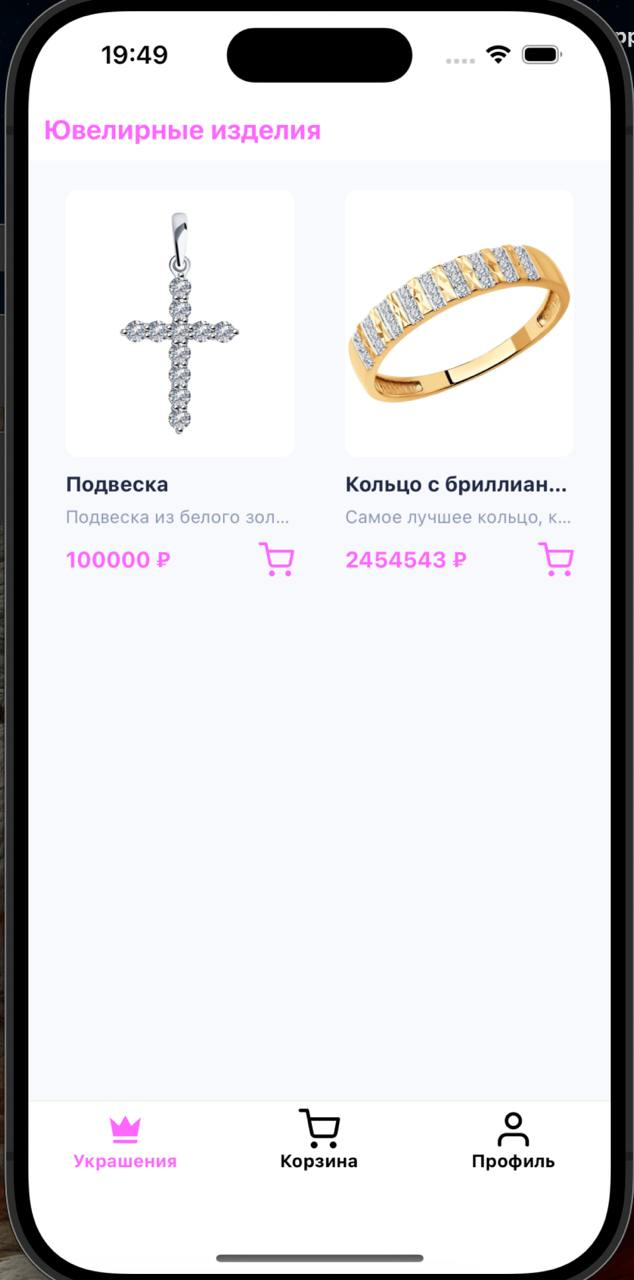 19:49
Ювелирные изделия
Подвеска
Кольцо с бриллиан...
Подвеска из белого зол...
Самое лучшее кольцо, к...
100000 ₽
2454543 ₽
Украшения
Корзина
Профиль